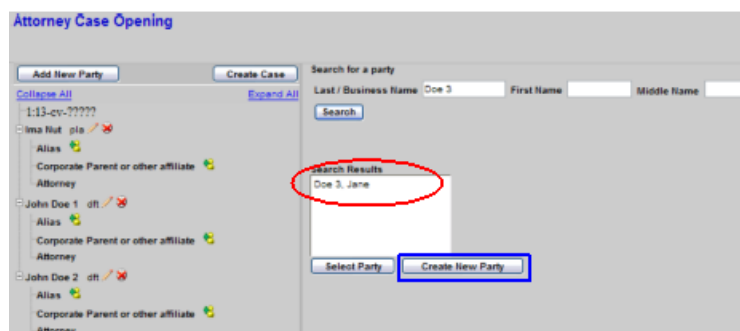 Attorney Case Opening
Add New Party
Create Case
Collapse All
Expand All
1:13-cv-?????
Ima Nut pla
Alias
Corporate Parent or other affiliate
Attorney
John Doe 1 dft
Alias
Corporate Parent or other affiliate
Attorney
John Doe 2 dft
Alias
Corporate Parent or other affiliate
Attorney
Search for a party
Last / Business Name Doe 3 First Name Middle Name
Search
Search Results
Doe 3, Jane
Select Party
Create New Party